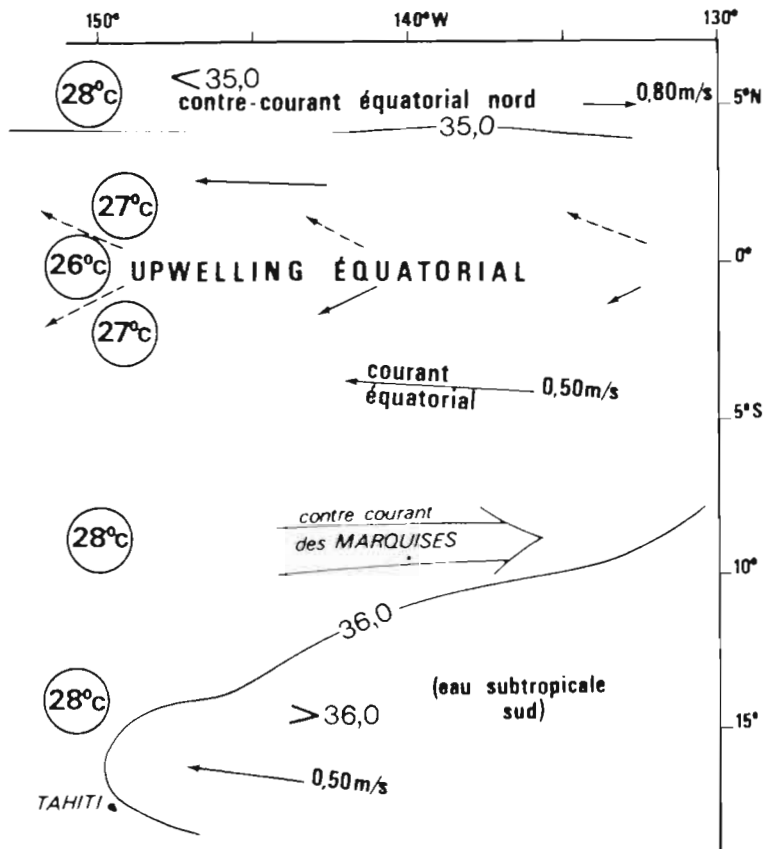 150°
140°W
130°
28°C
<35,0
contre-courant équatorial nord
0,80m/s
5°N
35,0
27°C
26°C
UPWELLING ÉQUATORIAL
0°
27°C
courant
équatorial
0,50m/s
5°S
contre courant
des MARQUISES
28°C
10°
36,0
28°C
(eau subtropicale
sud)
>36,0
15°
0,50m/s
TAHITI